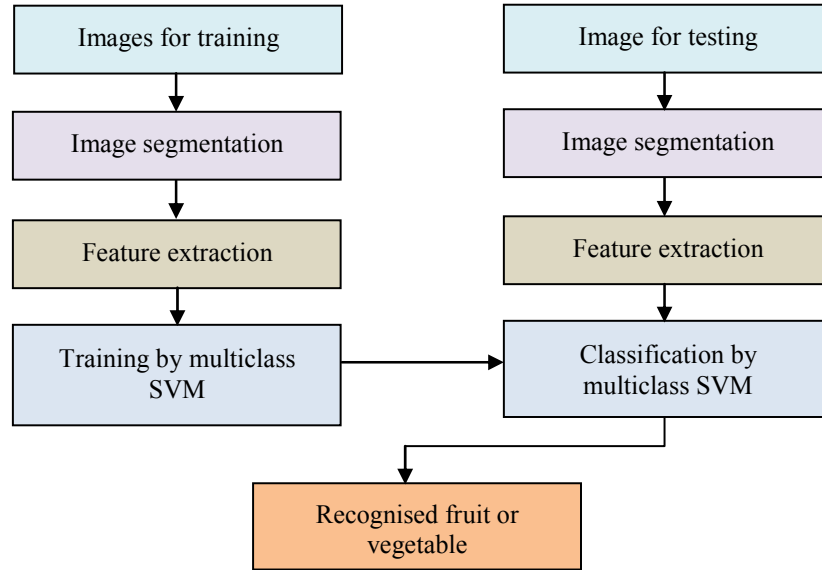 Images for training
Image segmentation
Feature extraction
Training by multiclass
SVM
Image for testing
Image segmentation
Feature extraction
Classification by
multiclass SVM
Recognised fruit or
vegetable